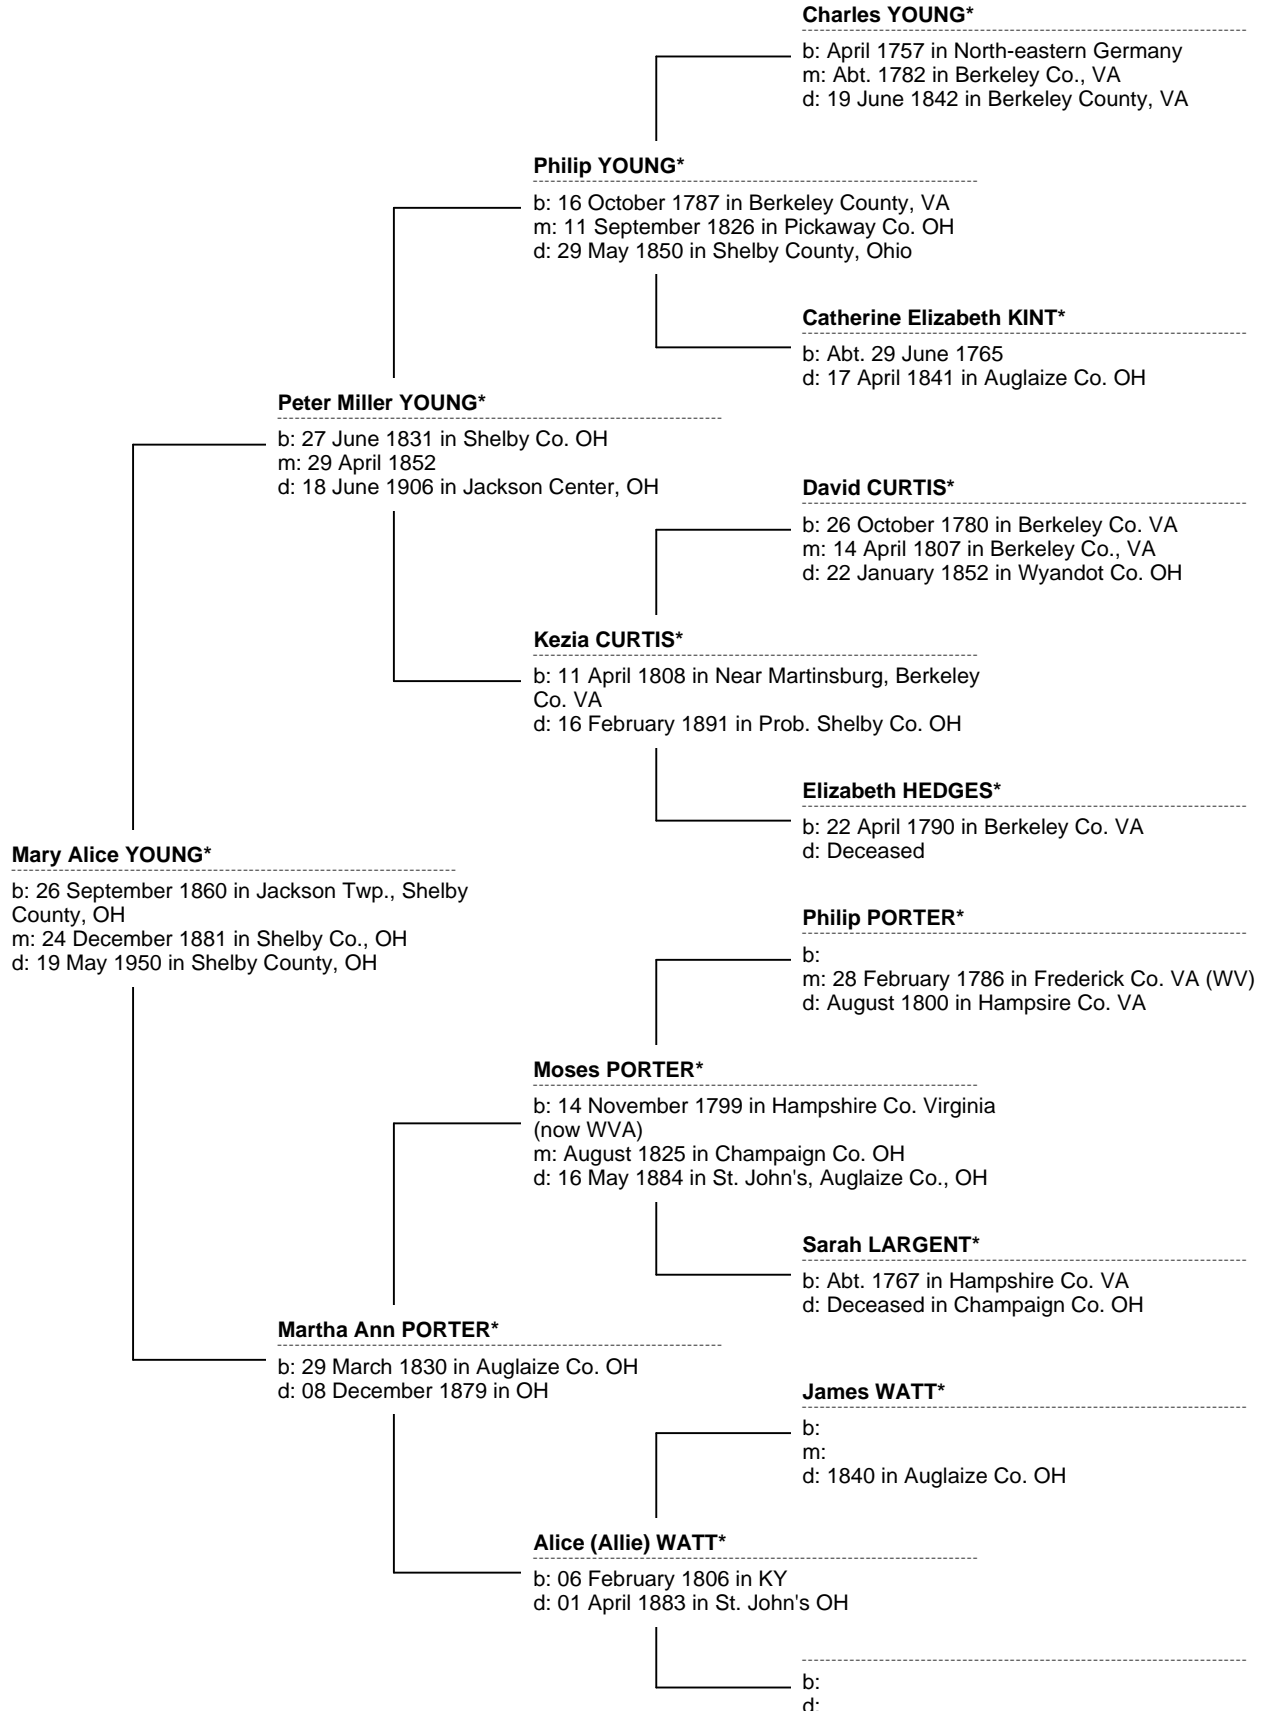 Charles YOUNG*
b: April 1757 in North-eastern Germany
m: Abt. 1782 in Berkeley Co., VA
d: 19 June 1842 in Berkeley County, VA
Philip YOUNG*
b: 16 October 1787 in Berkeley County, VA
m: 11 September 1826 in Pickaway Co. OH
d: 29 May 1850 in Shelby County, Ohio
Catherine Elizabeth KINT*
b: Abt. 29 June 1765
d: 17 April 1841 in Auglaize Co. OH
Peter Miller YOUNG*
b: 27 June 1831 in Shelby Co. OH
m: 29 April 1852
d: 18 June 1906 in Jackson Center, OH
David CURTIS*
b: 26 October 1780 in Berkeley Co. VA
m: 14 April 1807 in Berkeley Co., VA
d: 22 January 1852 in Wyandot Co. OH
Kezia CURTIS*
b: 11 April 1808 in Near Martinsburg, Berkeley
Co. VA
d: 16 February 1891 in Prob. Shelby Co. OH
Elizabeth HEDGES*
b: 22 April 1790 in Berkeley Co. VA
d: Deceased
Mary Alice YOUNG*
b: 26 September 1860 in Jackson Twp., Shelby
County, OH
m: 24 December 1881 in Shelby Co., OH
d: 19 May 1950 in Shelby County, OH
Philip PORTER*
b:
m: 28 February 1786 in Frederick Co. VA (WV)
d: August 1800 in Hampsire Co. VA
Moses PORTER*
b: 14 November 1799 in Hampshire Co. Virginia
(now WVA)
m: August 1825 in Champaign Co. OH
d: 16 May 1884 in St. John's, Auglaize Co., OH
Sarah LARGENT*
b: Abt. 1767 in Hampshire Co. VA
d: Deceased in Champaign Co. OH
Martha Ann PORTER*
b: 29 March 1830 in Auglaize Co. OH
d: 08 December 1879 in OH
James WATT*
b:
m:
d: 1840 in Auglaize Co. OH
Alice (Allie) WATT*
b: 06 February 1806 in KY
d: 01 April 1883 in St. John's OH
b:
d: